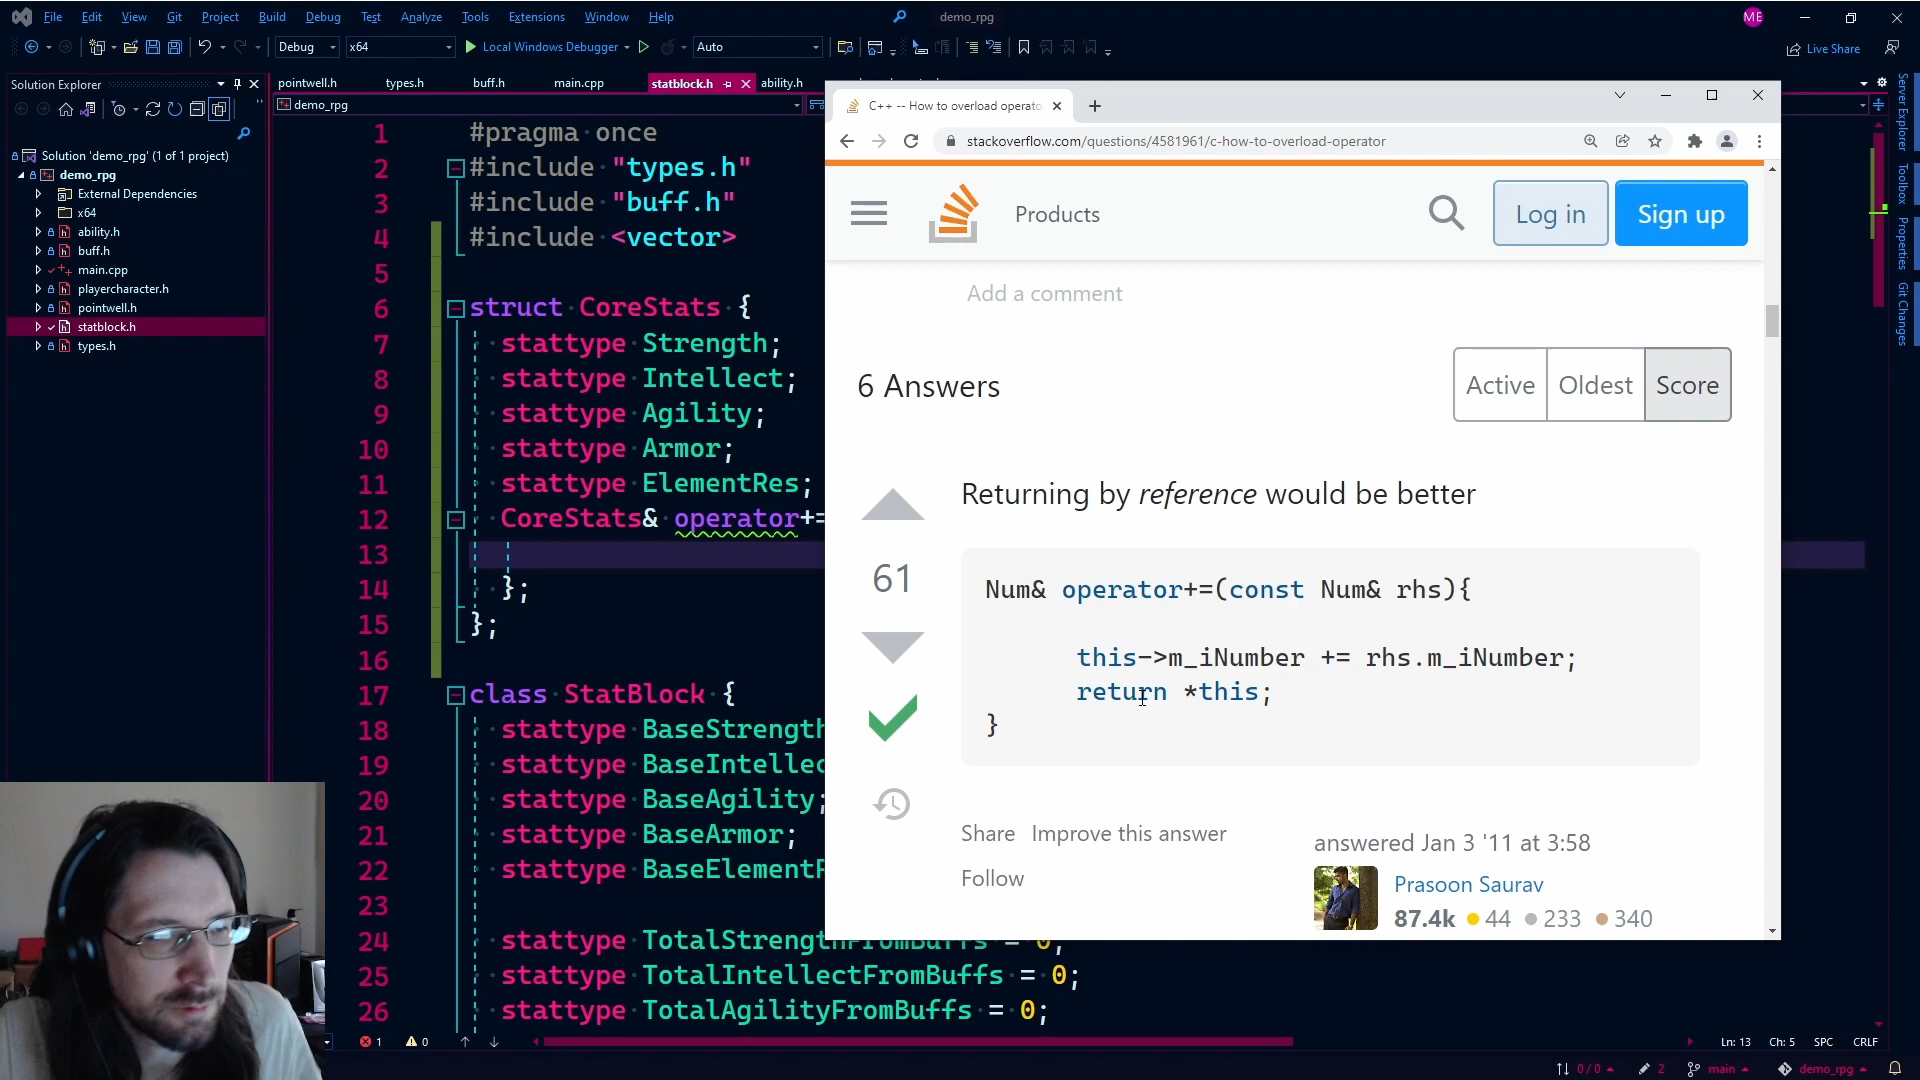 File Edit View Git Project Build Debug Test Analyze Tools Extensions Window Help demo_rpg ME
Debug x64 Local Windows Debugger Auto Live Share
Solution Explorer
pointwell.h types.h buff.h main.cpp statblock.h ability.h
demo_rpg
Solution 'demo_rpg' (1 of 1 project)
demo_rpg
External Dependencies
x64
ability.h
buff.h
main.cpp
playercharacter.h
pointwell.h
statblock.h
types.h
1 #pragma once
2 #include "types.h"
3 #include "buff.h"
4 #include <vector>
5
6 struct CoreStats {
7 stattype Strength;
8 stattype Intellect;
9 stattype Agility;
10 stattype Armor;
11 stattype ElementRes;
12 CoreStats& operator+=
13
14 };
15 };
16
17 class StatBlock {
18 stattype BaseStrength
19 stattype BaseIntellec
20 stattype BaseAgility;
21 stattype BaseArmor;
22 stattype BaseElementR
23
24 stattype TotalStrengthFromBuffs = 0;
25 stattype TotalIntellectFromBuffs = 0;
26 stattype TotalAgilityFromBuffs = 0;
C++ -- How to overload operato
stackoverflow.com/questions/4581961/c-how-to-overload-operator
Products
Log in
Sign up
Add a comment
6 Answers
Active Oldest Score
Returning by reference would be better
61
Num& operator+=(const Num& rhs){
this->m_iNumber += rhs.m_iNumber;
return *this;
}
Share Improve this answer
Follow
answered Jan 3 '11 at 3:58
Prasoon Saurav
87.4k 44 233 340
Server Explorer
Toolbox
Properties
Git Changes
1 0 Ln: 13 Ch: 5 SPC CRLF
0 / 0 2 main demo_rpg